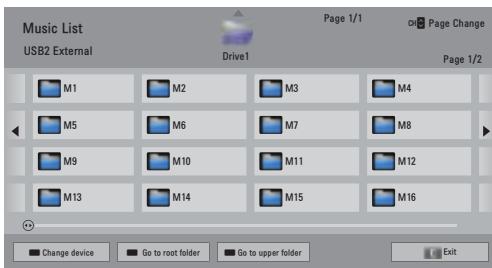 Music List
Page 1/1
CH Page Change
USB2 External
Drive1
Page 1/2
M1 M2 M3 M4
M5 M6 M7 M8
M9 M10 M11 M12
M13 M14 M15 M16
Change device Go to root folder Go to upper folder Exit